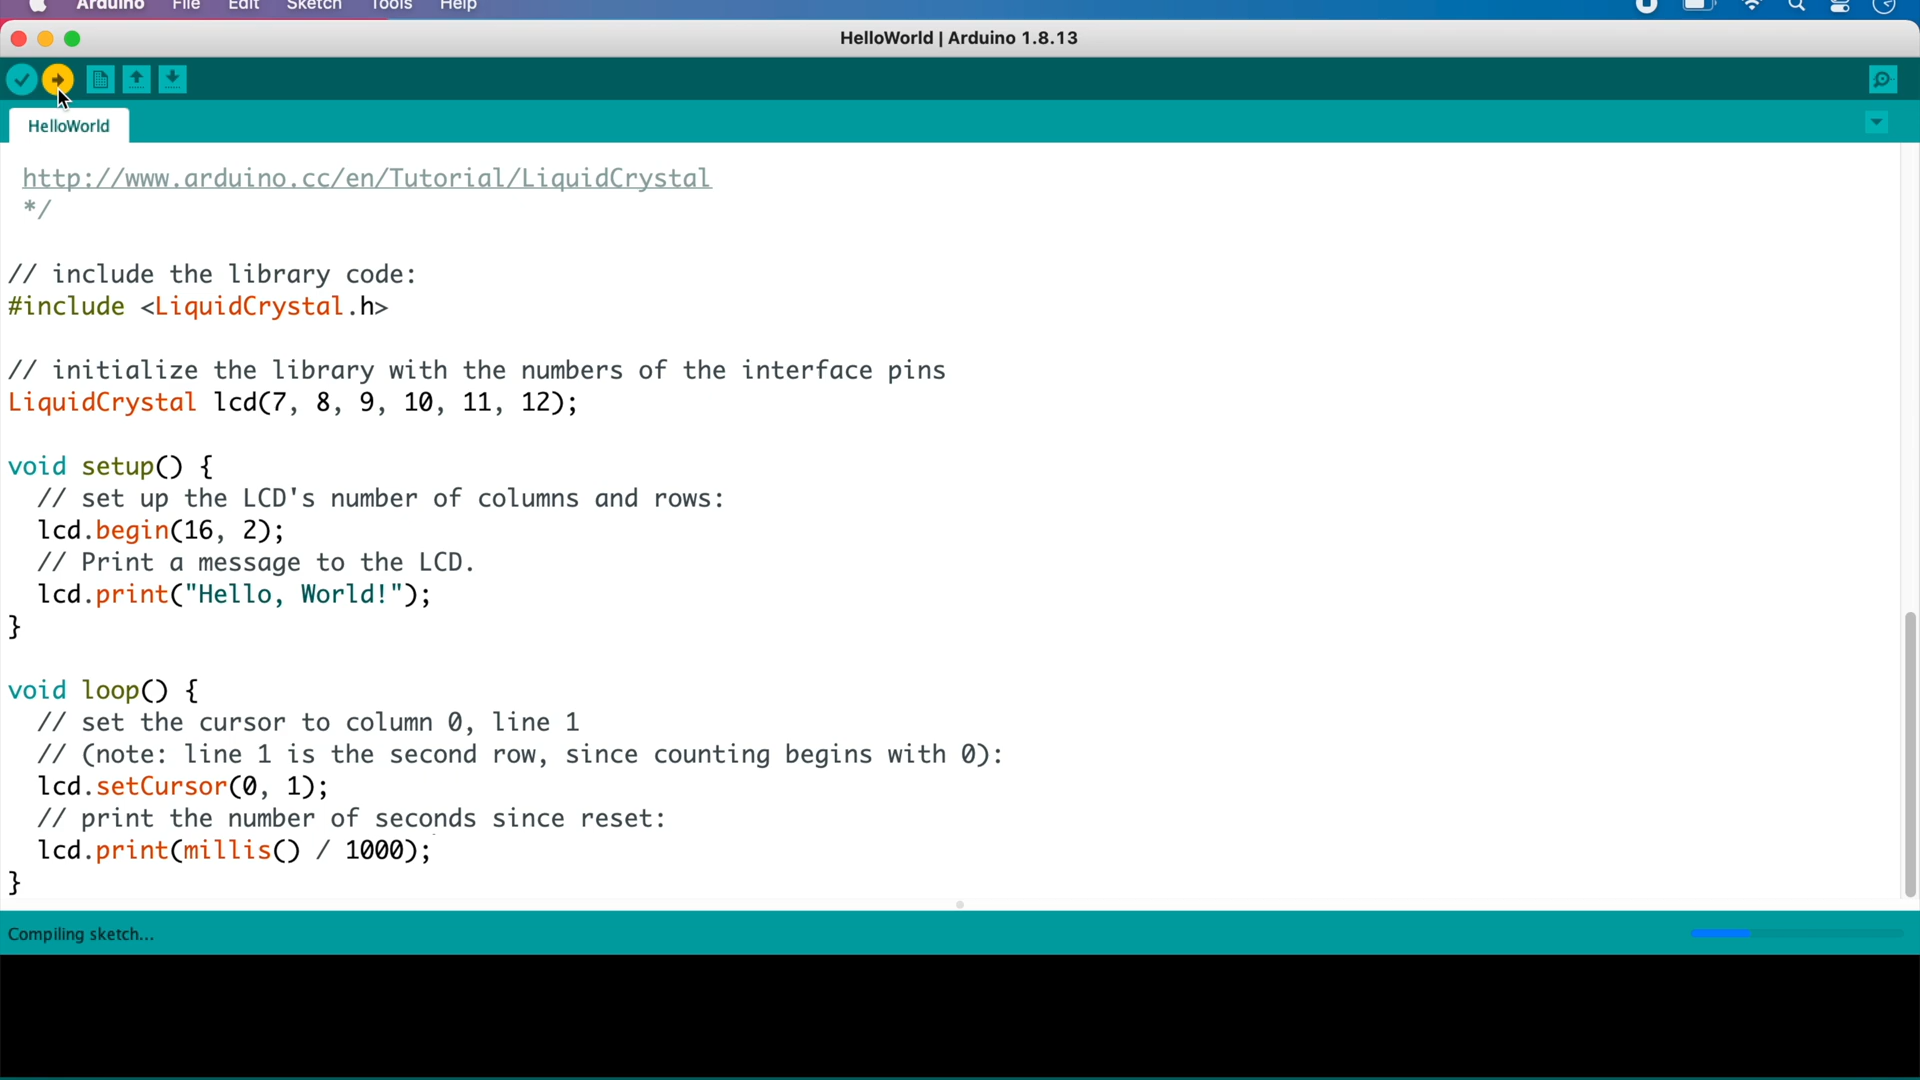 Arduino File Edit Sketch Tools Help
HelloWorld | Arduino 1.8.13
HelloWorld
http://www.arduino.cc/en/Tutorial/LiquidCrystal
*/
// include the library code:
#include <LiquidCrystal.h>
// initialize the library with the numbers of the interface pins
LiquidCrystal lcd(7, 8, 9, 10, 11, 12);
void setup() {
  // set up the LCD's number of columns and rows:
  lcd.begin(16, 2);
  // Print a message to the LCD.
  lcd.print("Hello, World!");
}
void loop() {
  // set the cursor to column 0, line 1
  // (note: line 1 is the second row, since counting begins with 0):
  lcd.setCursor(0, 1);
  // print the number of seconds since reset:
  lcd.print(millis() / 1000);
}
Compiling sketch...